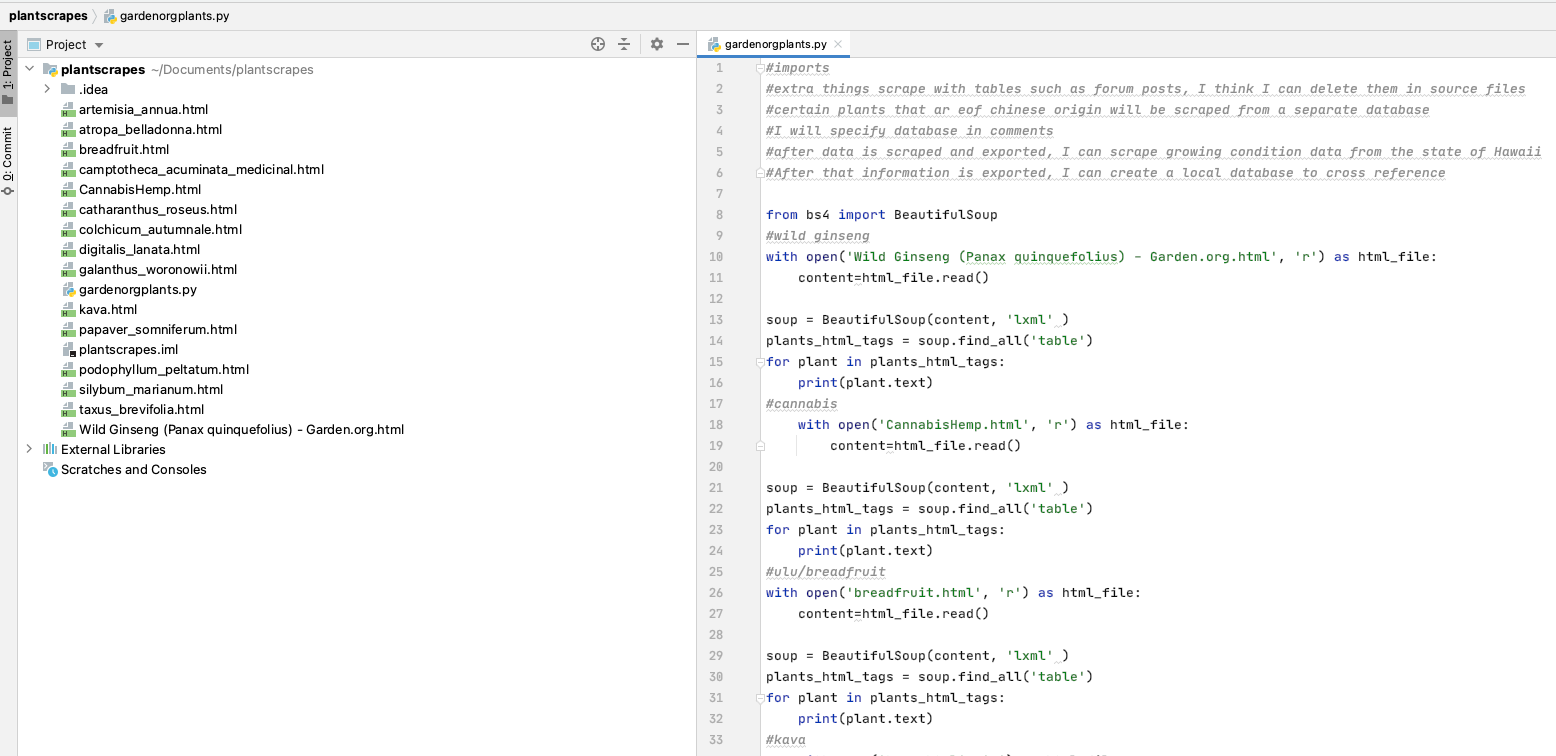 plantscrapes gardenorgplants.py
1: Project
0: Commit
Project
plantscrapes ~/Documents/plantscrapes
.idea
artemisia_annua.html
atropa_belladonna.html
breadfruit.html
camptotheca_acuminata_medicinal.html
CannabisHemp.html
catharanthus_roseus.html
colchicum_autumnale.html
digitalis_lanata.html
galanthus_woronowii.html
gardenorgplants.py
kava.html
papaver_somniferum.html
plantscrapes.iml
podophyllum_peltatum.html
silybum_marianum.html
taxus_brevifolia.html
Wild Ginseng (Panax quinquefolius) - Garden.org.html
External Libraries
Scratches and Consoles
gardenorgplants.py
1 #imports
2 #extra things scrape with tables such as forum posts, I think I can delete them in source files
3 #certain plants that ar eof chinese origin will be scraped from a separate database
4 #I will specify database in comments
5 #after data is scraped and exported, I can scrape growing condition data from the state of Hawaii
6 #After that information is exported, I can create a local database to cross reference
7
8 from bs4 import BeautifulSoup
9 #wild ginseng
10 with open('Wild Ginseng (Panax quinquefolius) - Garden.org.html', 'r') as html_file:
11     content=html_file.read()
12
13 soup = BeautifulSoup(content, 'lxml' )
14 plants_html_tags = soup.find_all('table')
15 for plant in plants_html_tags:
16     print(plant.text)
17 #cannabis
18     with open('CannabisHemp.html', 'r') as html_file:
19         content=html_file.read()
20
21 soup = BeautifulSoup(content, 'lxml' )
22 plants_html_tags = soup.find_all('table')
23 for plant in plants_html_tags:
24     print(plant.text)
25 #ulu/breadfruit
26 with open('breadfruit.html', 'r') as html_file:
27     content=html_file.read()
28
29 soup = BeautifulSoup(content, 'lxml' )
30 plants_html_tags = soup.find_all('table')
31 for plant in plants_html_tags:
32     print(plant.text)
33 #kava